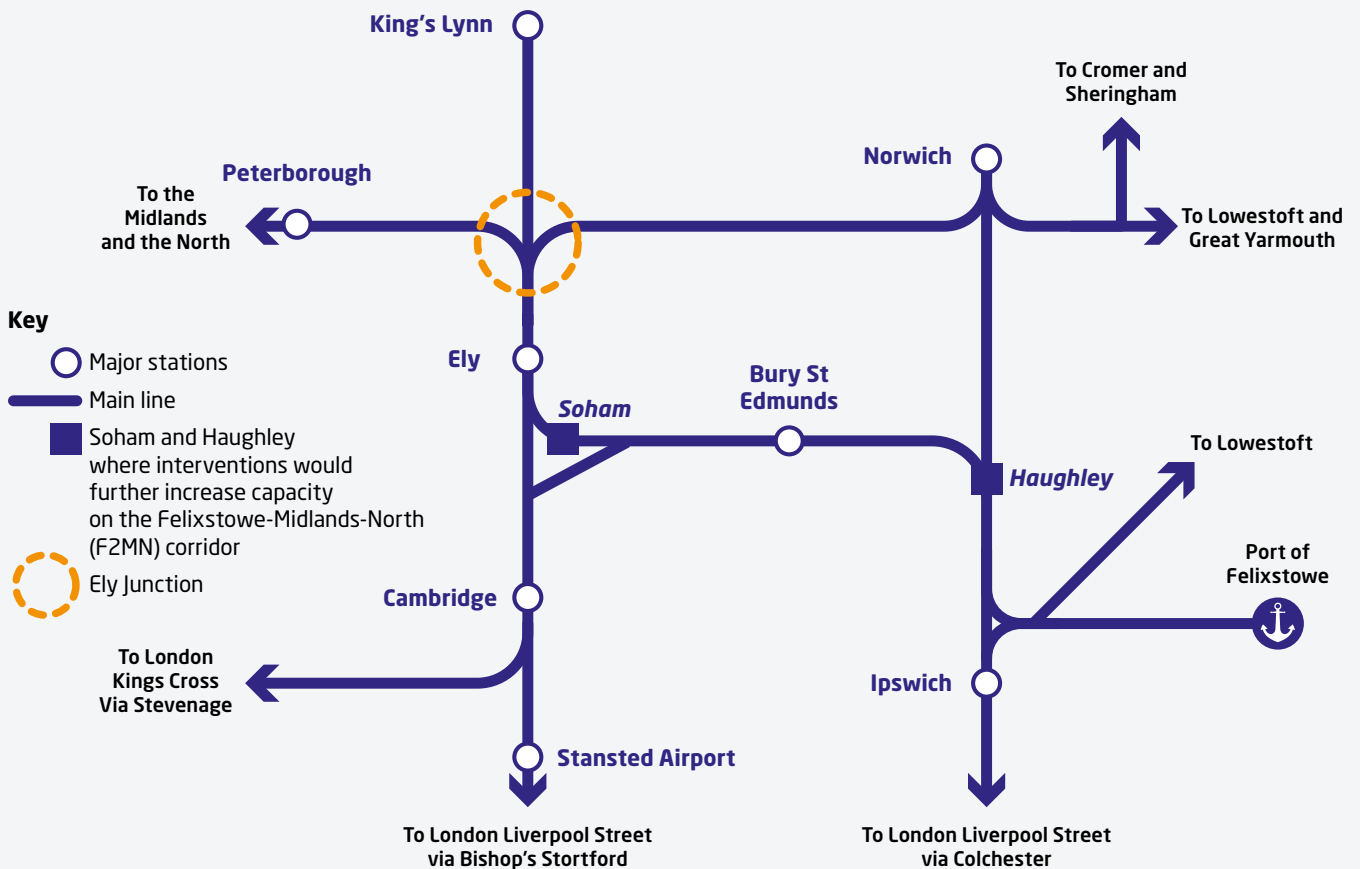 King's Lynn
To Cromer and
Sheringham
Norwich
Peterborough
To the
Midlands
and the North
To Lowestoft and
Great Yarmouth
Key
Major stations
Main line
Soham and Haughley
where interventions would
further increase capacity
on the Felixstowe-Midlands-North
(F2MN) corridor
Ely Junction
Ely
Soham
Bury St
Edmunds
Haughley
To Lowestoft
Port of
Felixstowe
Cambridge
To London
Kings Cross
Via Stevenage
Ipswich
Stansted Airport
To London Liverpool Street
via Bishop's Stortford
To London Liverpool Street
via Colchester